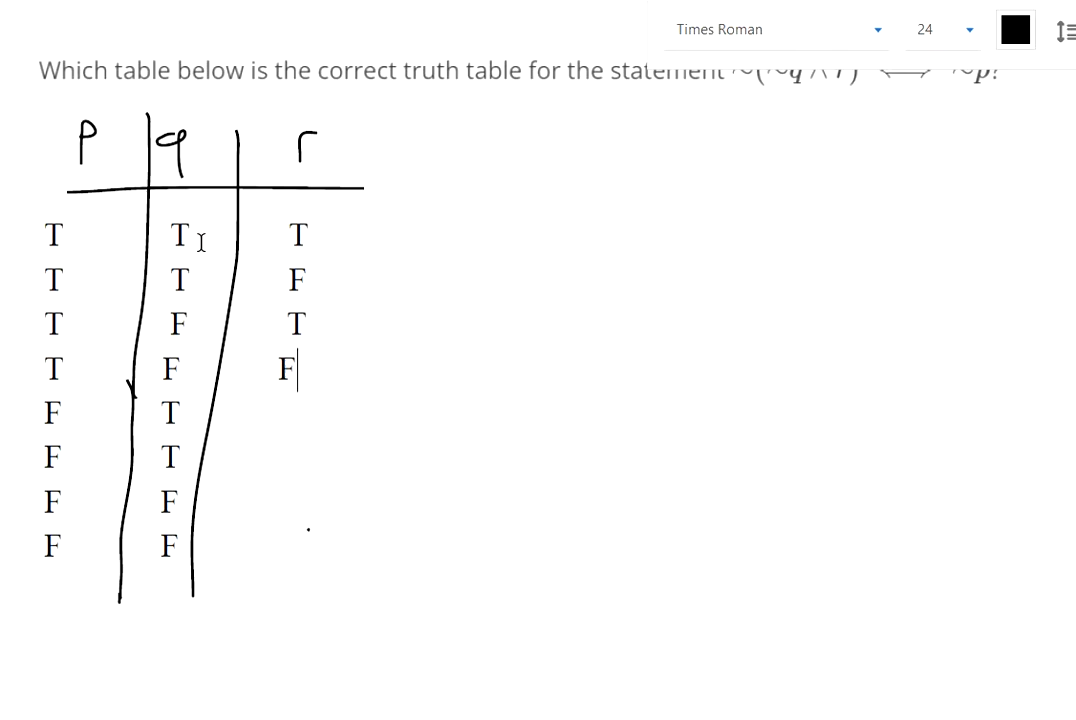 Times Roman 24
Which table below is the correct truth table for the statement ~(~q ∧ r) ⟺ ~p?
p q r
T T T
T T F
T F T
T F F
F T
F T
F F
F F